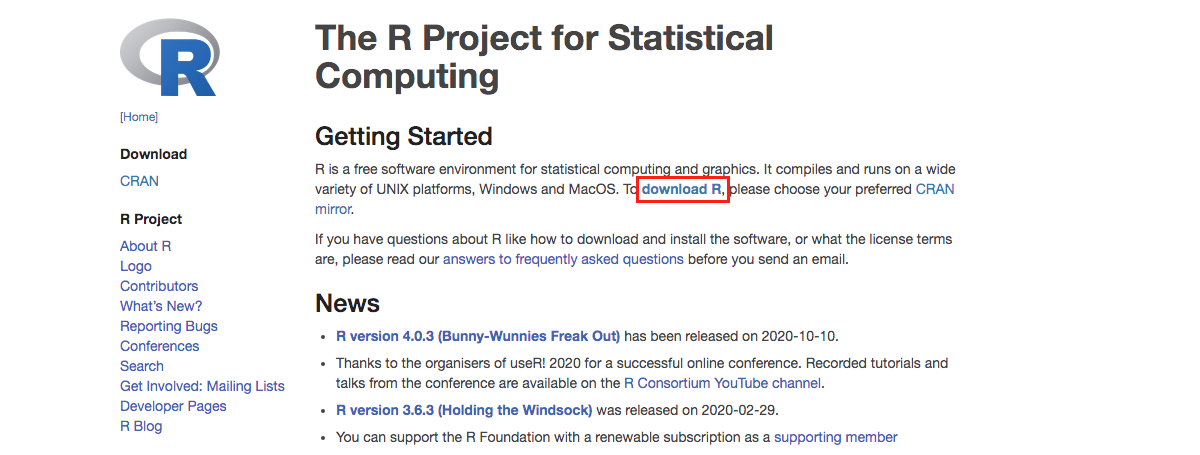 R
[Home]
Download
CRAN
R Project
About R
Logo
Contributors
What's New?
Reporting Bugs
Conferences
Search
Get Involved: Mailing Lists
Developer Pages
R Blog
The R Project for Statistical
Computing
Getting Started
R is a free software environment for statistical computing and graphics. It compiles and runs on a wide
variety of UNIX platforms, Windows and MacOS. To download R, please choose your preferred CRAN
mirror.
If you have questions about R like how to download and install the software, or what the license terms
are, please read our answers to frequently asked questions before you send an email.
News
• R version 4.0.3 (Bunny-Wunnies Freak Out) has been released on 2020-10-10.
• Thanks to the organisers of useR! 2020 for a successful online conference. Recorded tutorials and
talks from the conference are available on the R Consortium YouTube channel.
• R version 3.6.3 (Holding the Windsock) was released on 2020-02-29.
• You can support the R Foundation with a renewable subscription as a supporting member